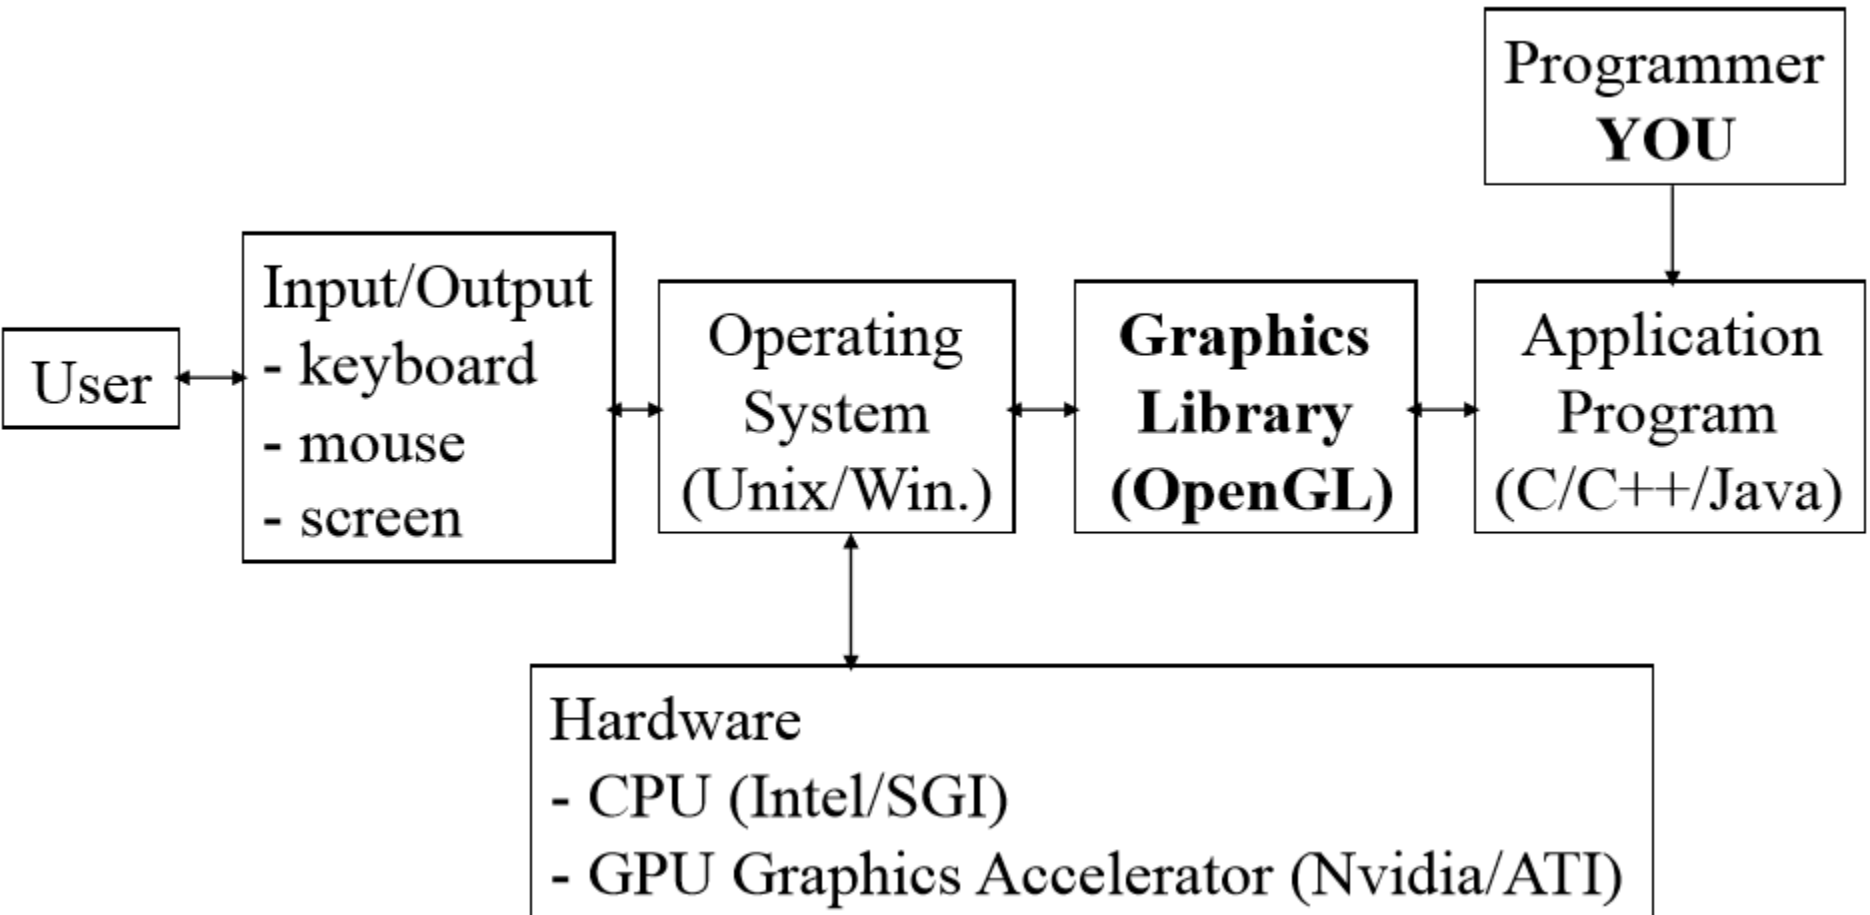 Programmer
YOU
User
Input/Output
- keyboard
- mouse
- screen
Operating
System
(Unix/Win.)
Graphics
Library
(OpenGL)
Application
Program
(C/C++/Java)
Hardware
- CPU (Intel/SGI)
- GPU Graphics Accelerator (Nvidia/ATI)